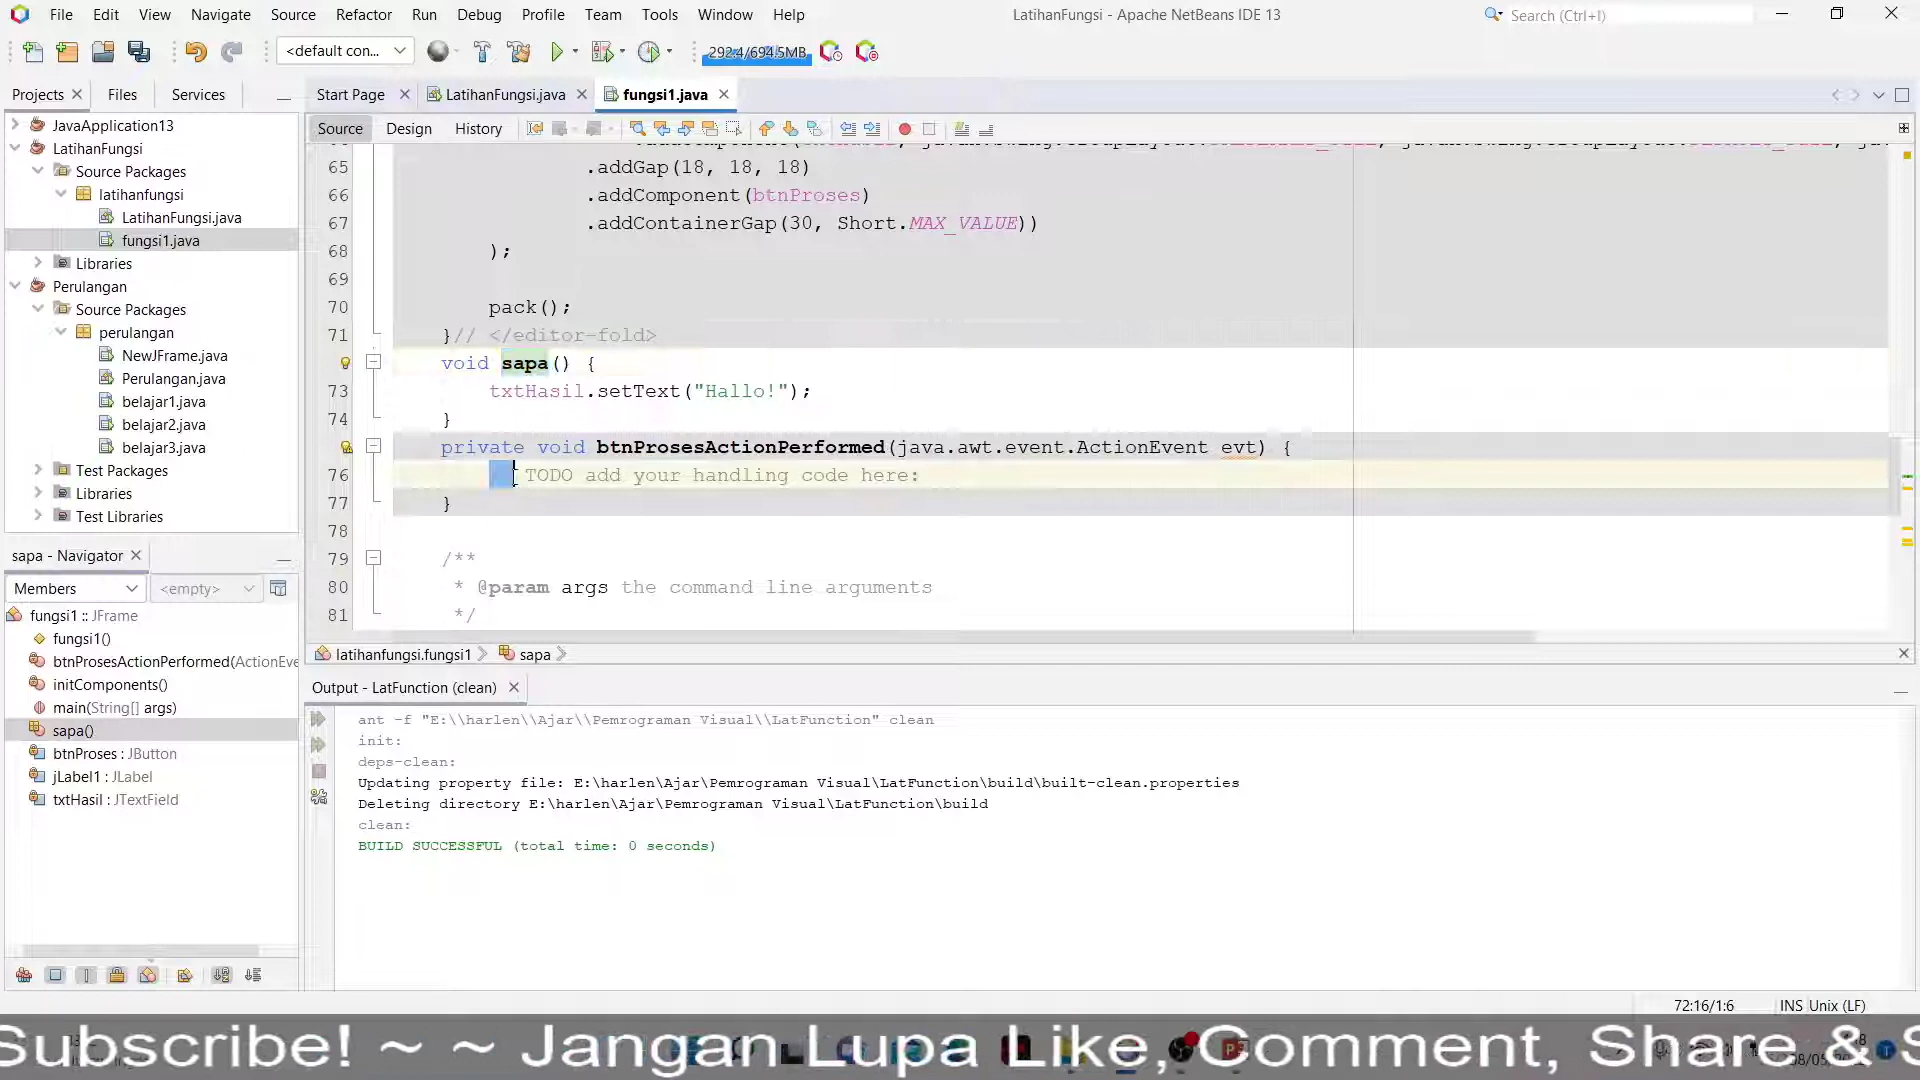 File Edit View Navigate Source Refactor Run Debug Profile Team Tools Window Help
LatihanFungsi - Apache NetBeans IDE 13
Search (Ctrl+I)
<default con...
292.4/694.5MB
Projects Files Services
Start Page LatihanFungsi.java fungsi1.java
Source Design History
JavaApplication13
LatihanFungsi
Source Packages
latihanfungsi
LatihanFungsi.java
fungsi1.java
Libraries
Perulangan
Source Packages
perulangan
NewJFrame.java
Perulangan.java
belajar1.java
belajar2.java
belajar3.java
Test Packages
Libraries
Test Libraries
65 .addGap(18, 18, 18)
66 .addComponent(btnProses)
67 .addContainerGap(30, Short.MAX_VALUE))
68 );
69
70 pack();
71 }// </editor-fold>
void sapa() {
73 txtHasil.setText("Hallo!");
74 }
private void btnProsesActionPerformed(java.awt.event.ActionEvent evt) {
76 TODO add your handling code here:
77 }
78
79 /**
80 * @param args the command line arguments
81 */
latihanfungsi.fungsi1 sapa
sapa - Navigator
Members <empty>
fungsi1 :: JFrame
fungsi1()
btnProsesActionPerformed(ActionEve
initComponents()
main(String[] args)
sapa()
btnProses : JButton
jLabel1 : JLabel
txtHasil : JTextField
Output - LatFunction (clean)
ant -f "E:\\harlen\\Ajar\\Pemrograman Visual\\LatFunction" clean
init:
deps-clean:
Updating property file: E:\harlen\Ajar\Pemrograman Visual\LatFunction\build\built-clean.properties
Deleting directory E:\harlen\Ajar\Pemrograman Visual\LatFunction\build
clean:
BUILD SUCCESSFUL (total time: 0 seconds)
72:16/1:6 INS Unix (LF)
Subscribe! ~ ~ Jangan Lupa Like, Comment, Share & S